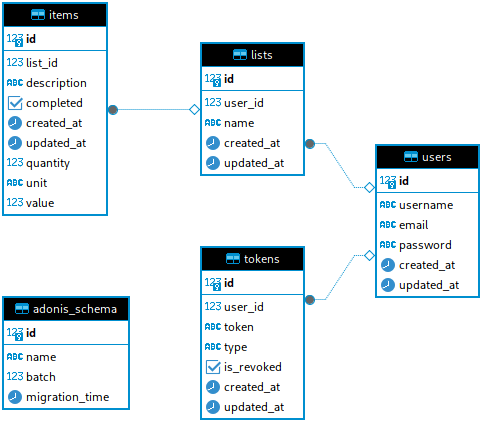 items
123 id
123 list_id
ABC description
completed
created_at
updated_at
123 quantity
ABC unit
123 value
lists
123 id
123 user_id
ABC name
created_at
updated_at
users
123 id
ABC username
ABC email
ABC password
created_at
updated_at
tokens
123 id
123 user_id
ABC token
ABC type
is_revoked
created_at
updated_at
adonis_schema
123 id
ABC name
123 batch
migration_time